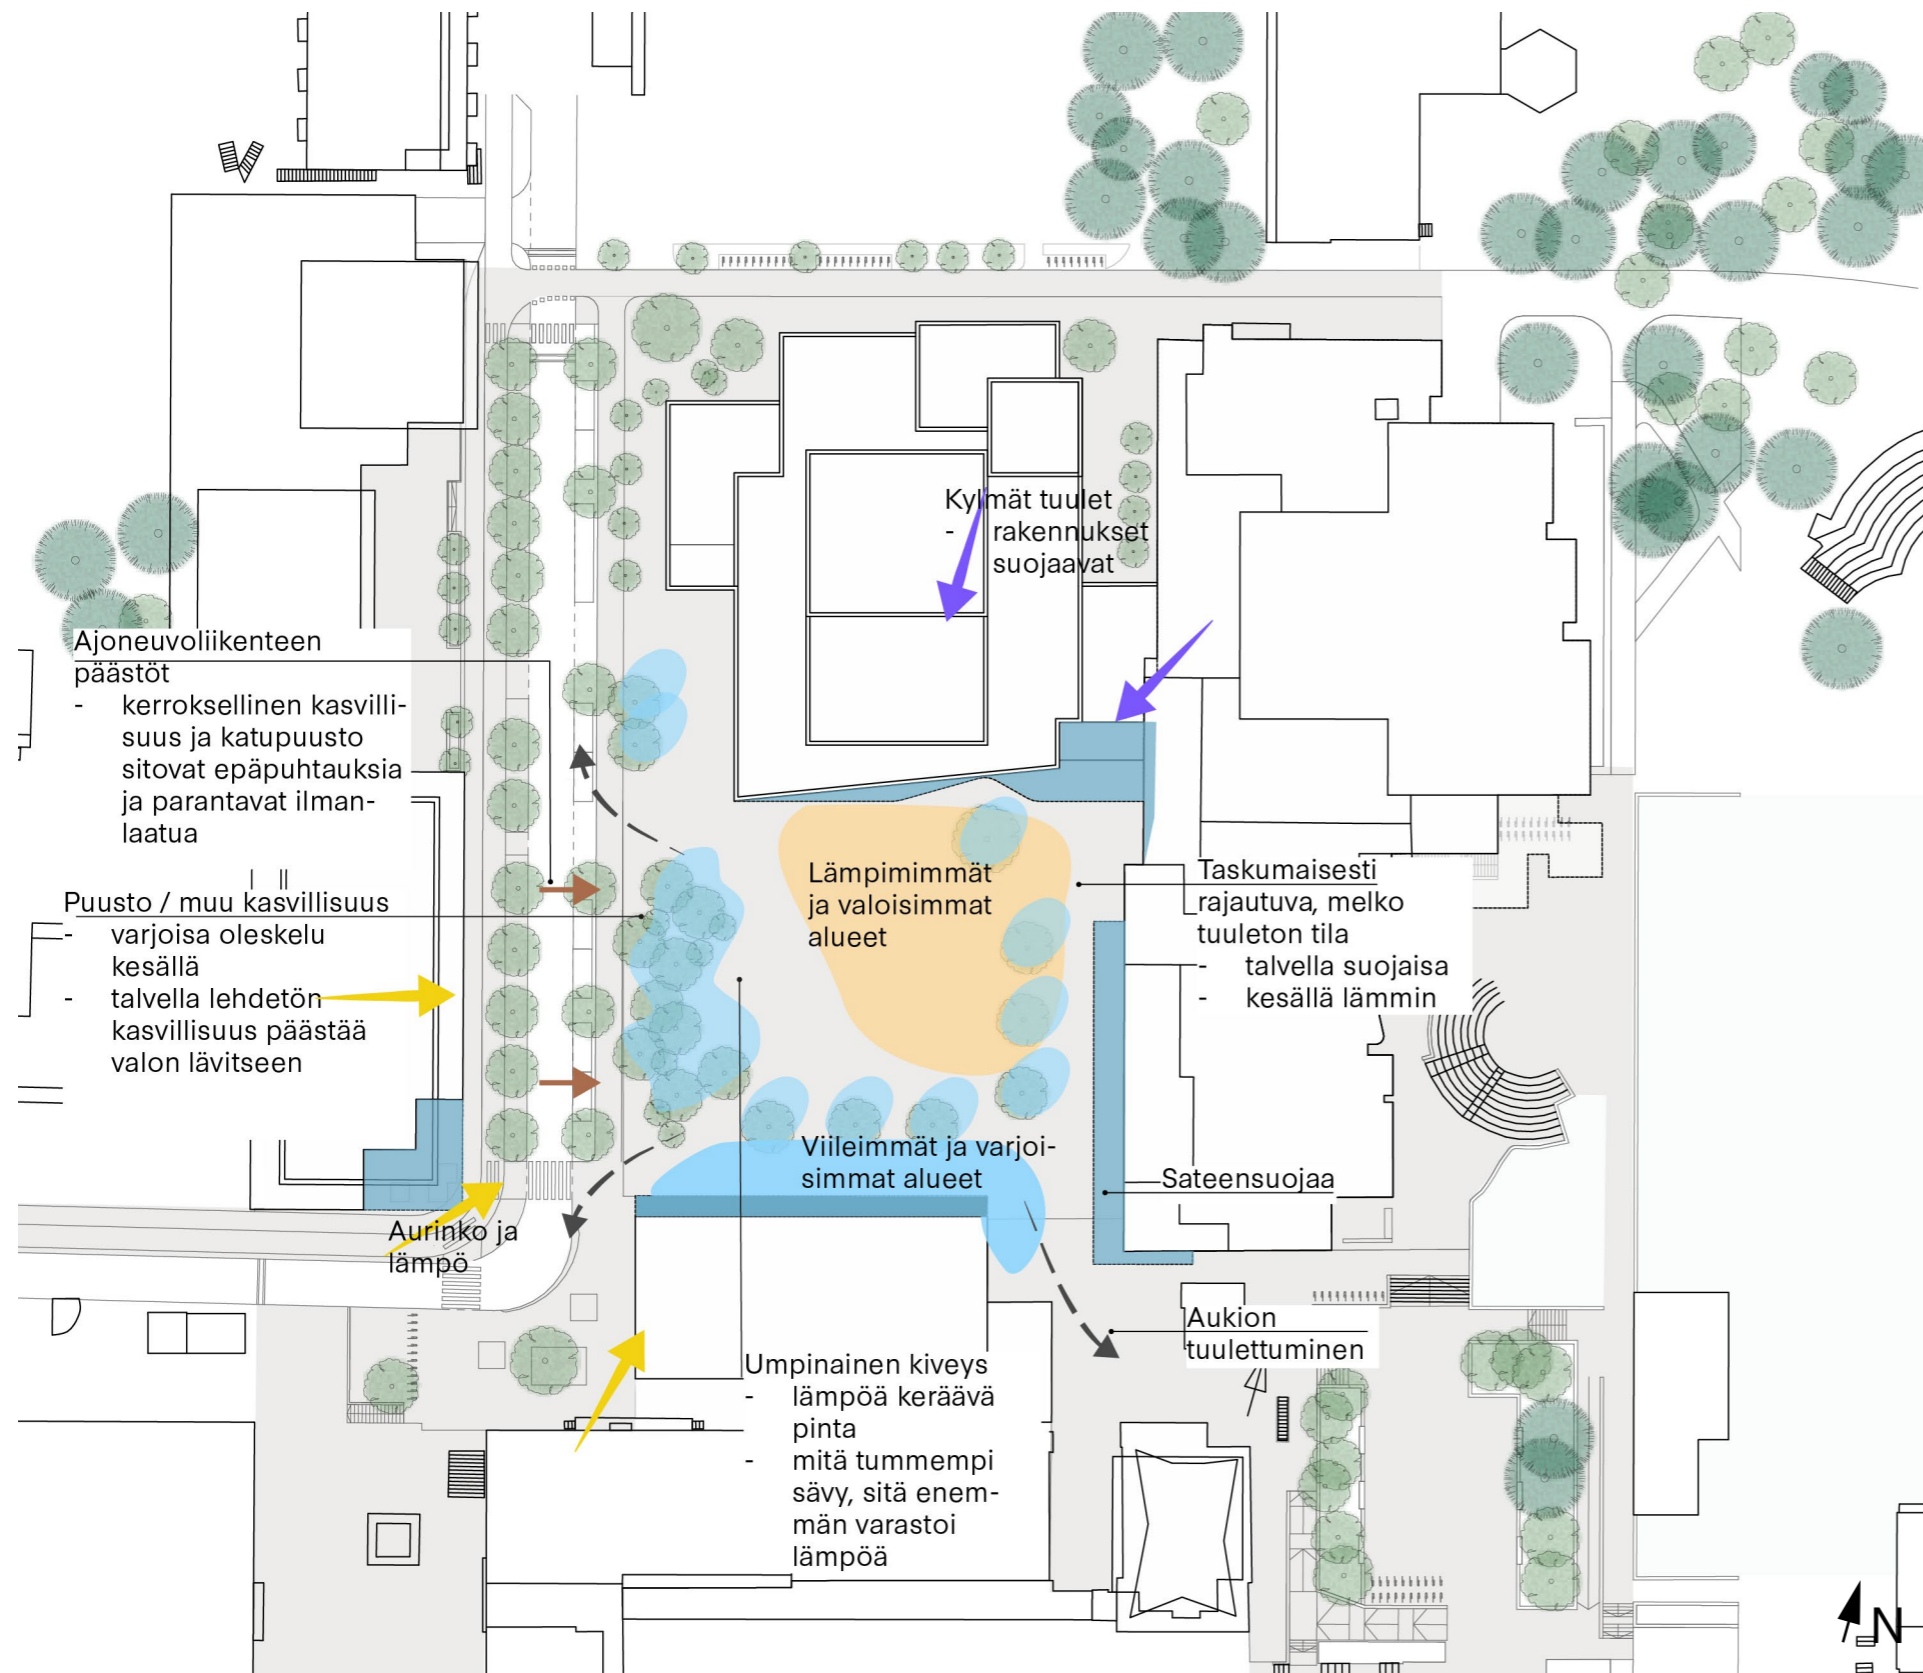 Kylmät tuulet
- rakennukset
suojaavat
Ajoneuvoliikenteen
päästöt
- kerroksellinen kasvilli-
suus ja katupuusto
sitovat epäpuhtauksia
ja parantavat ilman-
laatua
Puusto / muu kasvillisuus
- varjoisa oleskelu
kesällä
- talvella lehdetön
kasvillisuus päästää
valon lävitseen
Lämpimimmät
ja valoisimmat
alueet
Taskumaisesti
rajautuva, melko
tuuleton tila
- talvella suojaisa
- kesällä lämmin
Viileimmät ja varjoi-
simmat alueet
Sateensuojaa
Aurinko ja
lämpö
Aukion
tuulettuminen
Umpinainen kiveys
- lämpöä keräävä
pinta
- mitä tummempi
sävy, sitä enem-
män varastoi
lämpöä
N